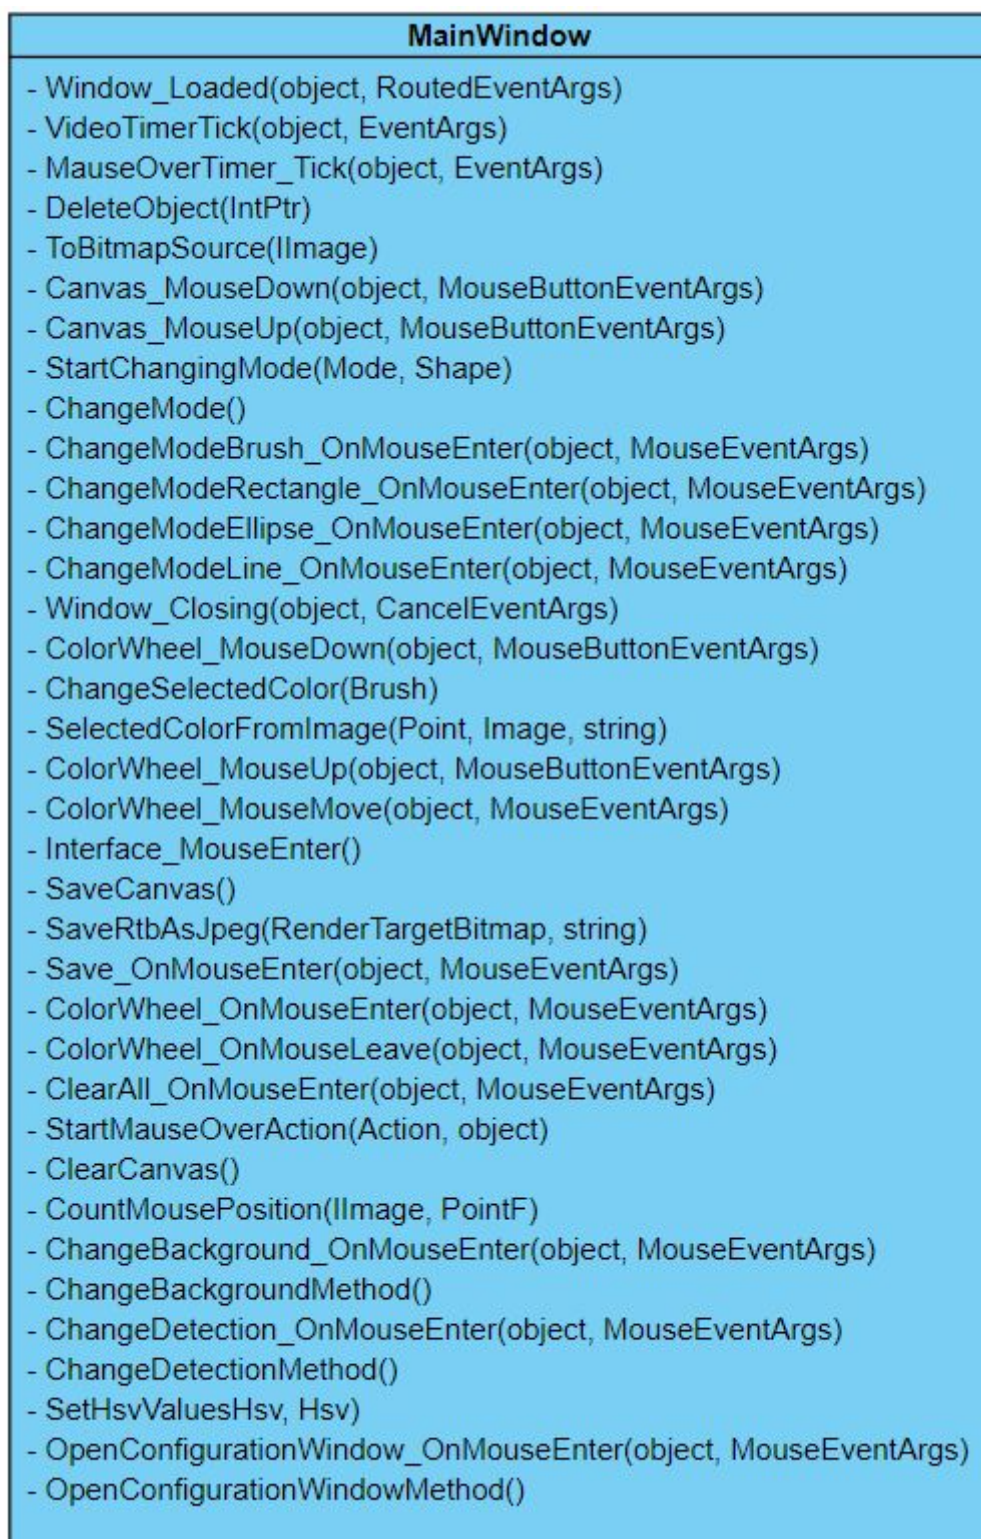 MainWindow
- Window_Loaded(object, RoutedEventArgs)
- VideoTimerTick(object, EventArgs)
- MauseOverTimer_Tick(object, EventArgs)
- DeleteObject(IntPtr)
- ToBitmapSource(IImage)
- Canvas_MouseDown(object, MouseButtonEventArgs)
- Canvas_MouseUp(object, MouseButtonEventArgs)
- StartChangingMode(Mode, Shape)
- ChangeMode()
- ChangeModeBrush_OnMouseEnter(object, MouseEventArgs)
- ChangeModeRectangle_OnMouseEnter(object, MouseEventArgs)
- ChangeModeEllipse_OnMouseEnter(object, MouseEventArgs)
- ChangeModeLine_OnMouseEnter(object, MouseEventArgs)
- Window_Closing(object, CancelEventArgs)
- ColorWheel_MouseDown(object, MouseButtonEventArgs)
- ChangeSelectedColor(Brush)
- SelectedColorFromImage(Point, Image, string)
- ColorWheel_MouseUp(object, MouseButtonEventArgs)
- ColorWheel_MouseMove(object, MouseEventArgs)
- Interface_MouseEnter()
- SaveCanvas()
- SaveRtbAsJpeg(RenderTargetBitmap, string)
- Save_OnMouseEnter(object, MouseEventArgs)
- ColorWheel_OnMouseEnter(object, MouseEventArgs)
- ColorWheel_OnMouseLeave(object, MouseEventArgs)
- ClearAll_OnMouseEnter(object, MouseEventArgs)
- StartMauseOverAction(Action, object)
- ClearCanvas()
- CountMousePosition(IImage, PointF)
- ChangeBackground_OnMouseEnter(object, MouseEventArgs)
- ChangeBackgroundMethod()
- ChangeDetection_OnMouseEnter(object, MouseEventArgs)
- ChangeDetectionMethod()
- SetHsvValuesHsv, Hsv)
- OpenConfigurationWindow_OnMouseEnter(object, MouseEventArgs)
- OpenConfigurationWindowMethod()